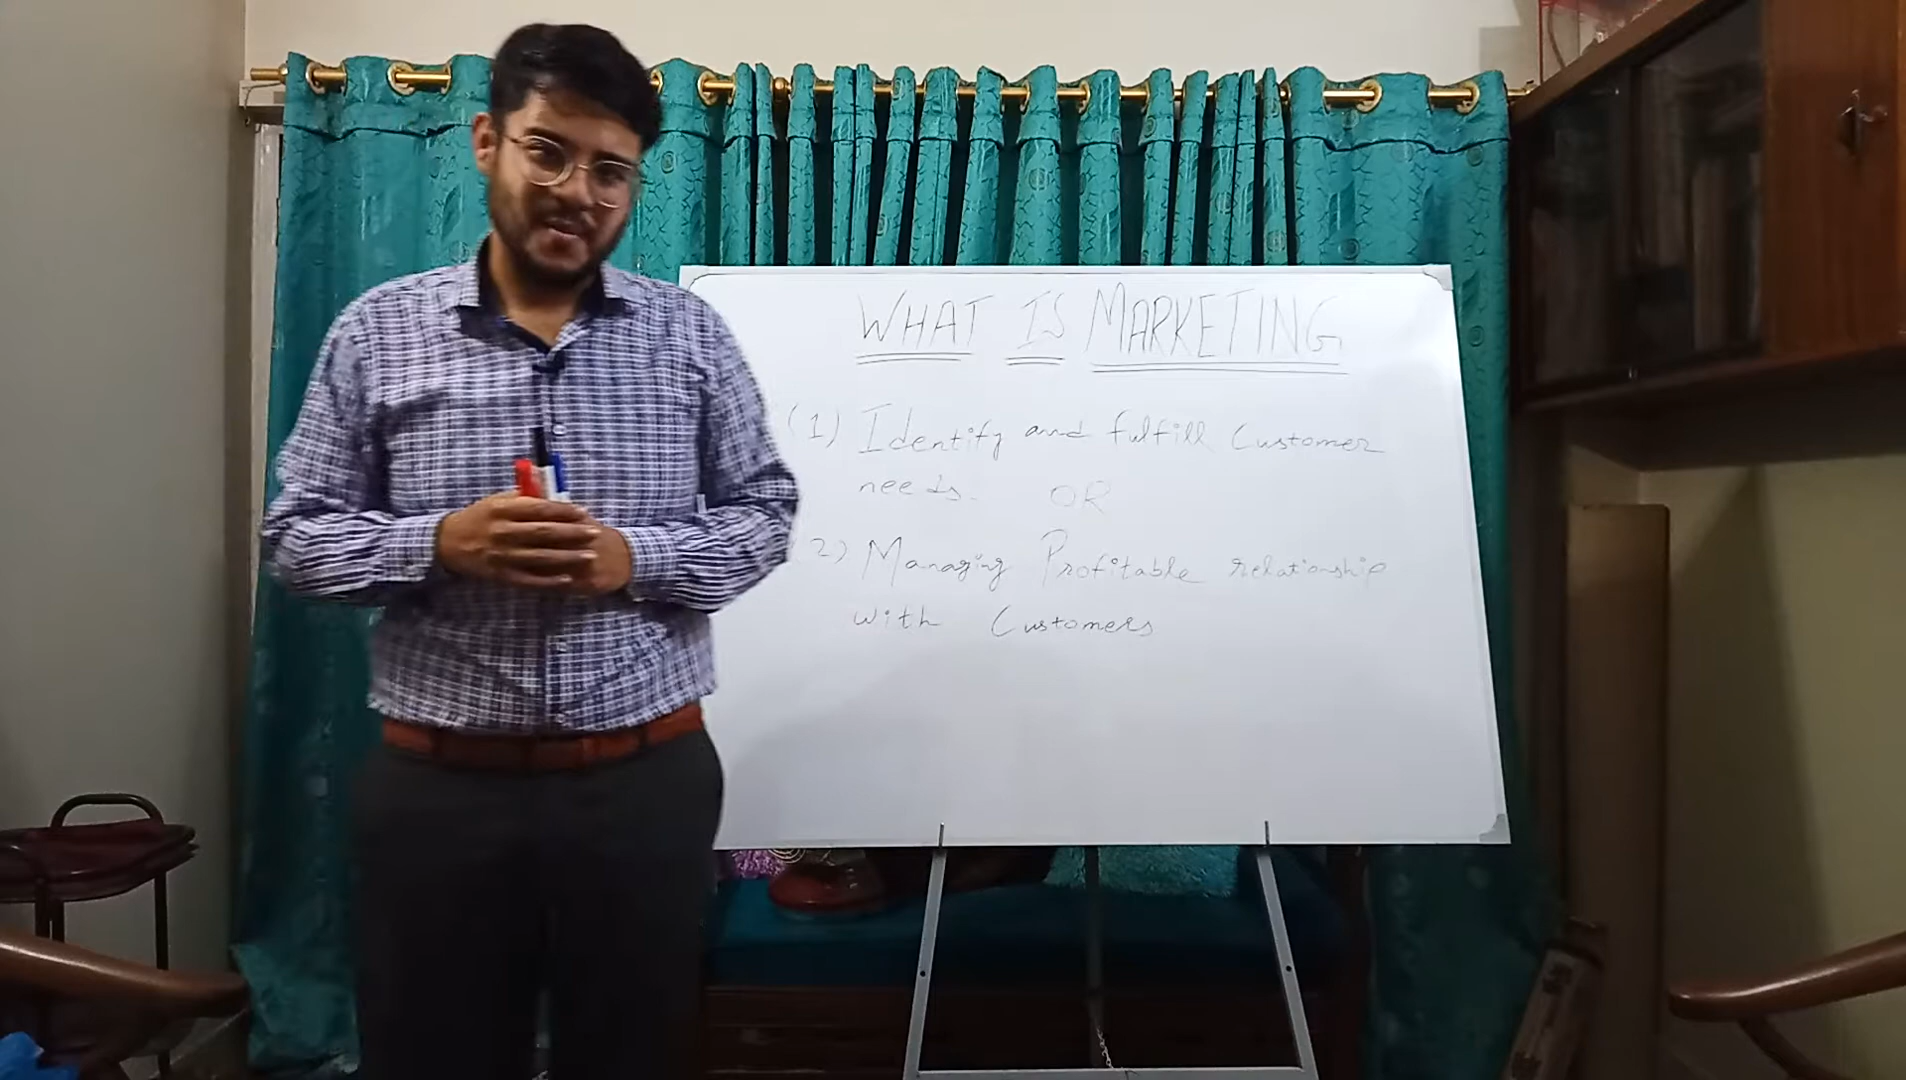 WHAT IS MARKETING
(1) Identify and fulfill Customer
needs. OR
2) Managing Profitable relationship
with Customers